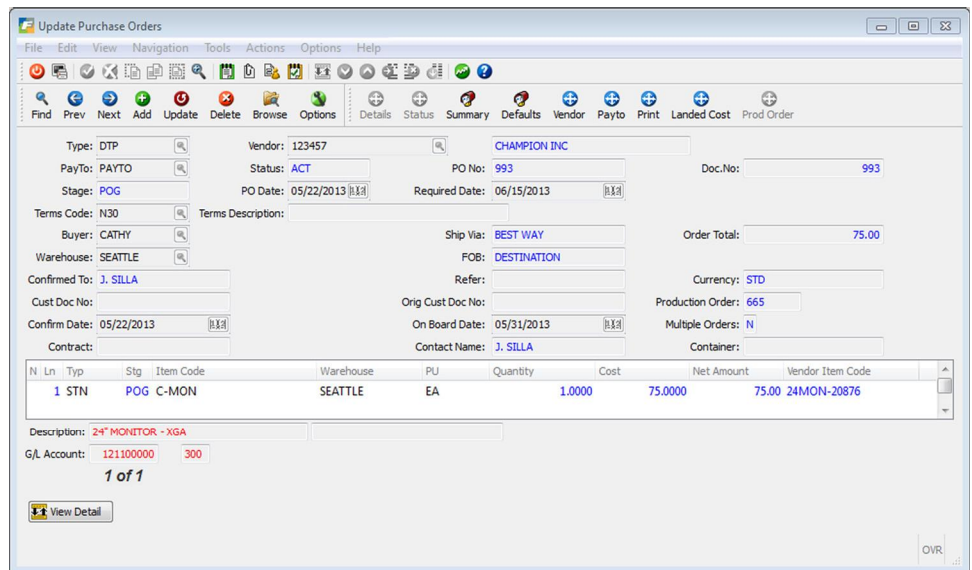 Update Purchase Orders
File Edit View Navigation Tools Actions Options Help
Find Prev Next Add Update Delete Browse Options Details Status Summary Defaults Vendor Payto Print Landed Cost Prod Order
Type: DTP Vendor: 123457 CHAMPION INC
PayTo: PAYTO Status: ACT PO No: 993 Doc.No: 993
Stage: POG PO Date: 05/22/2013 Required Date: 06/15/2013
Terms Code: N30 Terms Description:
Buyer: CATHY Ship Via: BEST WAY Order Total: 75.00
Warehouse: SEATTLE FOB: DESTINATION
Confirmed To: J. SILLA Refer: Currency: STD
Cust Doc No: Orig Cust Doc No: Production Order: 665
Confirm Date: 05/22/2013 On Board Date: 05/31/2013 Multiple Orders: N
Contract: Contact Name: J. SILLA Container:
N Ln Typ Stg Item Code Warehouse PU Quantity Cost Net Amount Vendor Item Code
1 STN POG C-MON SEATTLE EA 1.0000 75.0000 75.00 24MON-20876
Description: 24" MONITOR - XGA
G/L Account: 121100000 300
1 of 1
View Detail
OVR